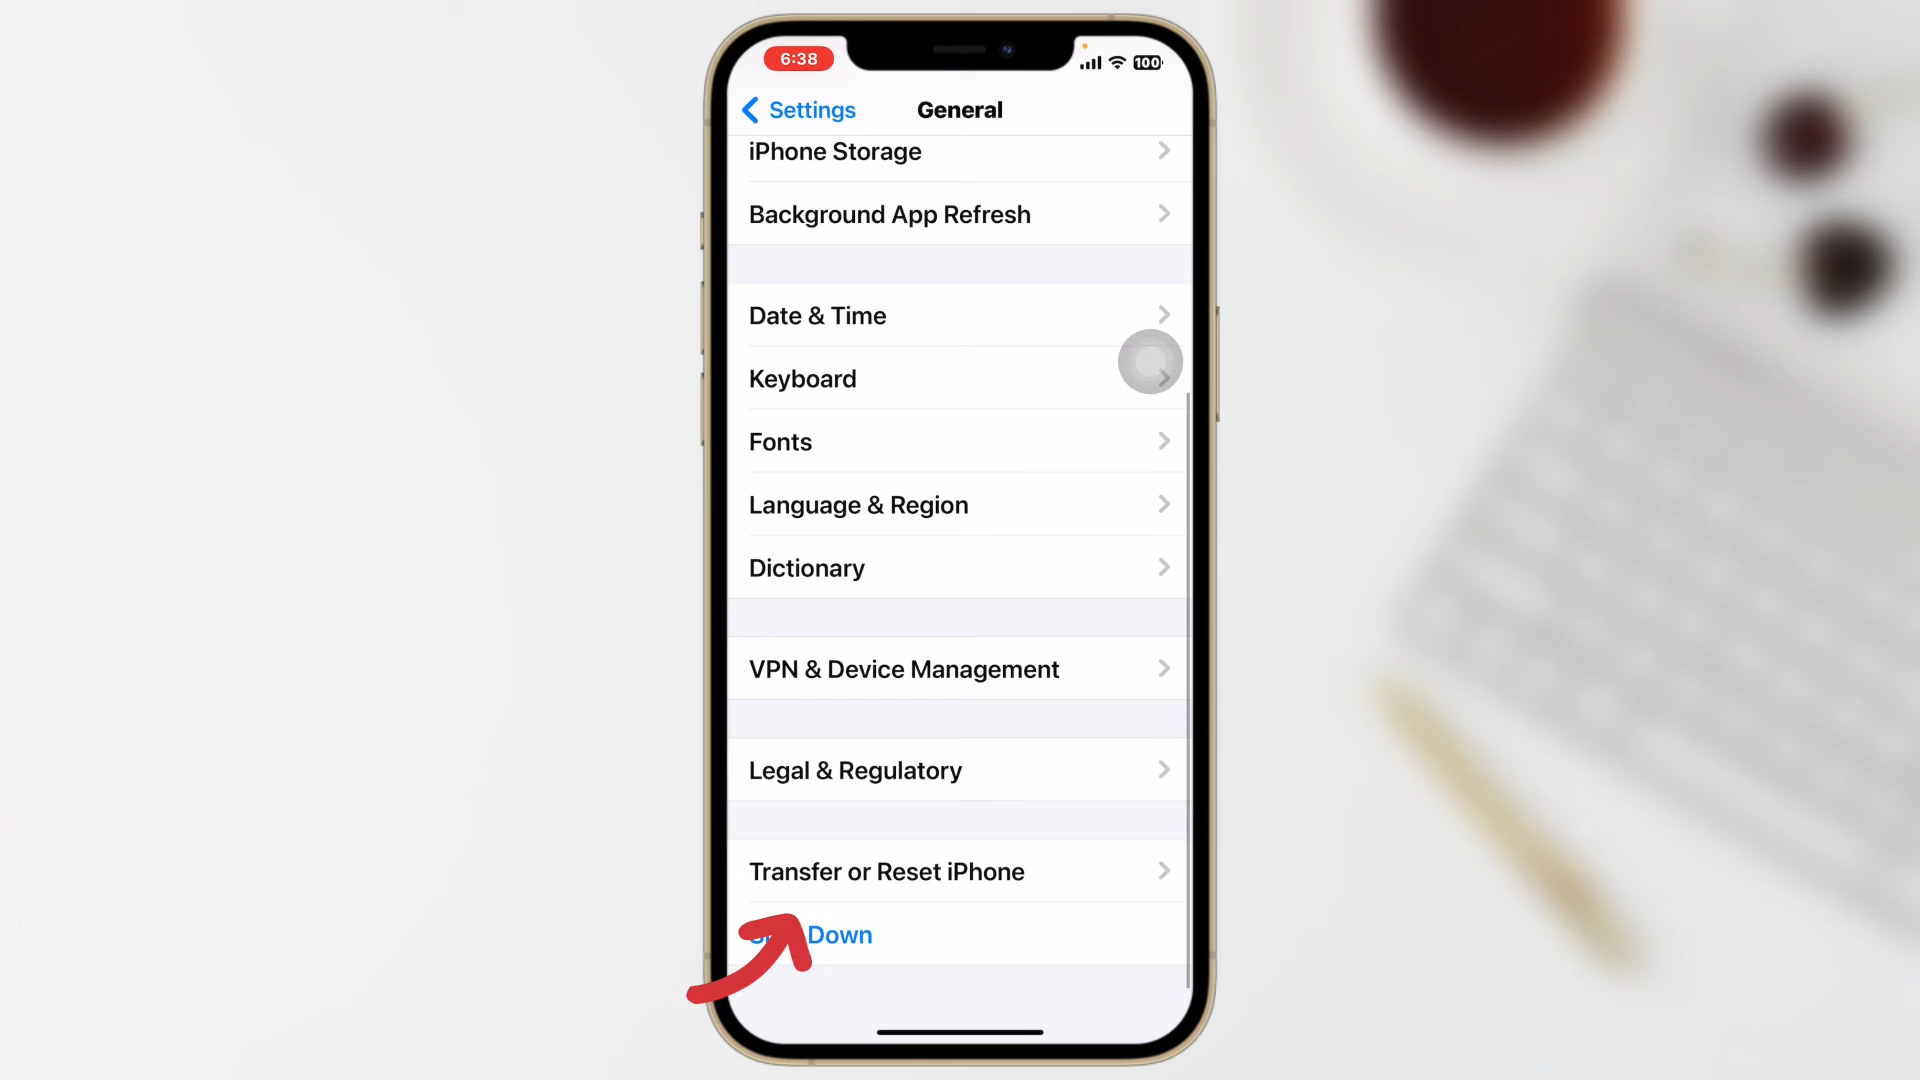 6:38
100
Settings
General
iPhone Storage
Background App Refresh
Date & Time
Keyboard
Fonts
Language & Region
Dictionary
VPN & Device Management
Legal & Regulatory
Transfer or Reset iPhone
Down